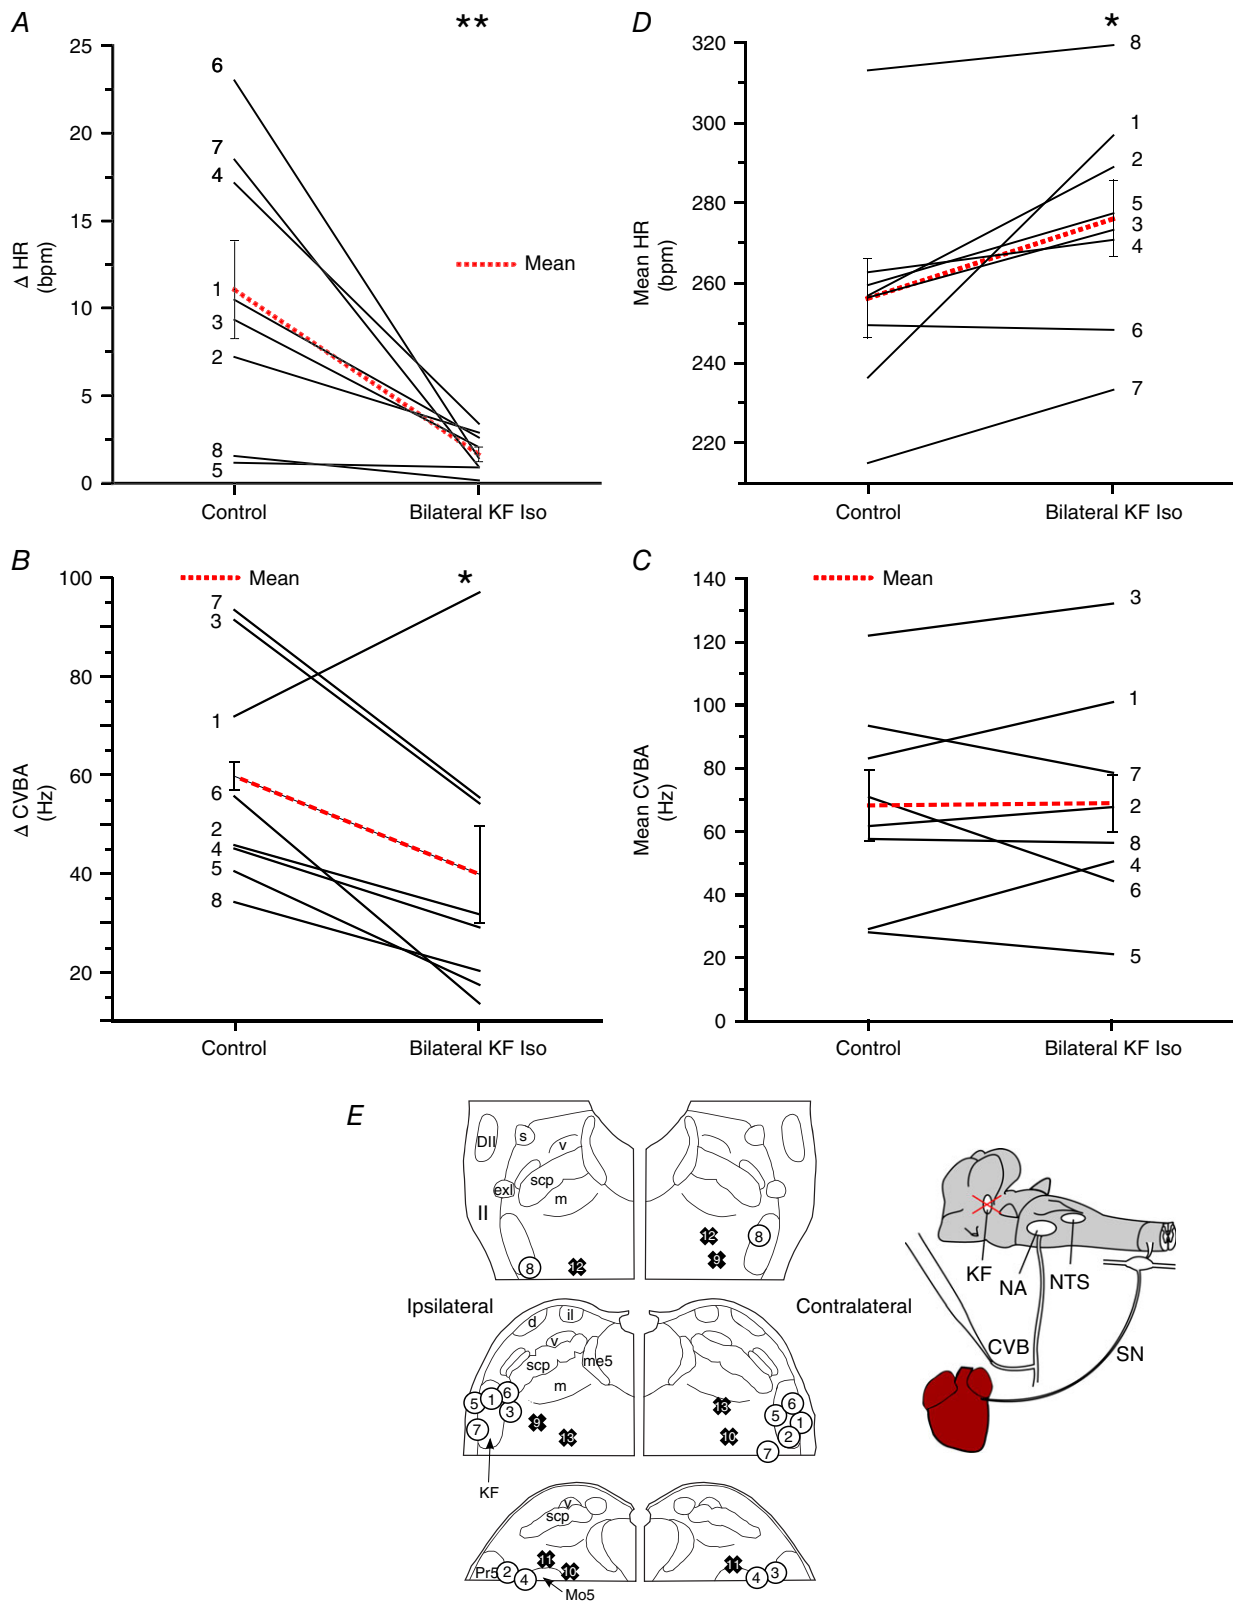 A
**
25
20
15
10
5
0
Δ HR
(bpm)
6
7
4
1
3
2
8
5
Mean
Control
Bilateral KF Iso
D
*
320
300
280
260
240
220
Mean HR
(bpm)
8
1
2
5
3
4
6
7
Control
Bilateral KF Iso
B
Mean
*
100
80
60
40
20
Δ CVBA
(Hz)
7
3
1
6
2
4
5
8
Control
Bilateral KF Iso
C
Mean
140
120
100
80
60
40
20
0
Mean CVBA
(Hz)
3
1
7
2
8
4
6
5
Control
Bilateral KF Iso
E
DII
s
v
exl
scp
m
II
8
12
12
9
8
Ipsilateral
Contralateral
d
il
v
scp
me5
m
5
1
6
3
7
9
13
KF
13
10
6
5
1
2
7
v
scp
11
10
Pr5
2
4
Mo5
11
4
3
KF
NA
NTS
CVB
SN